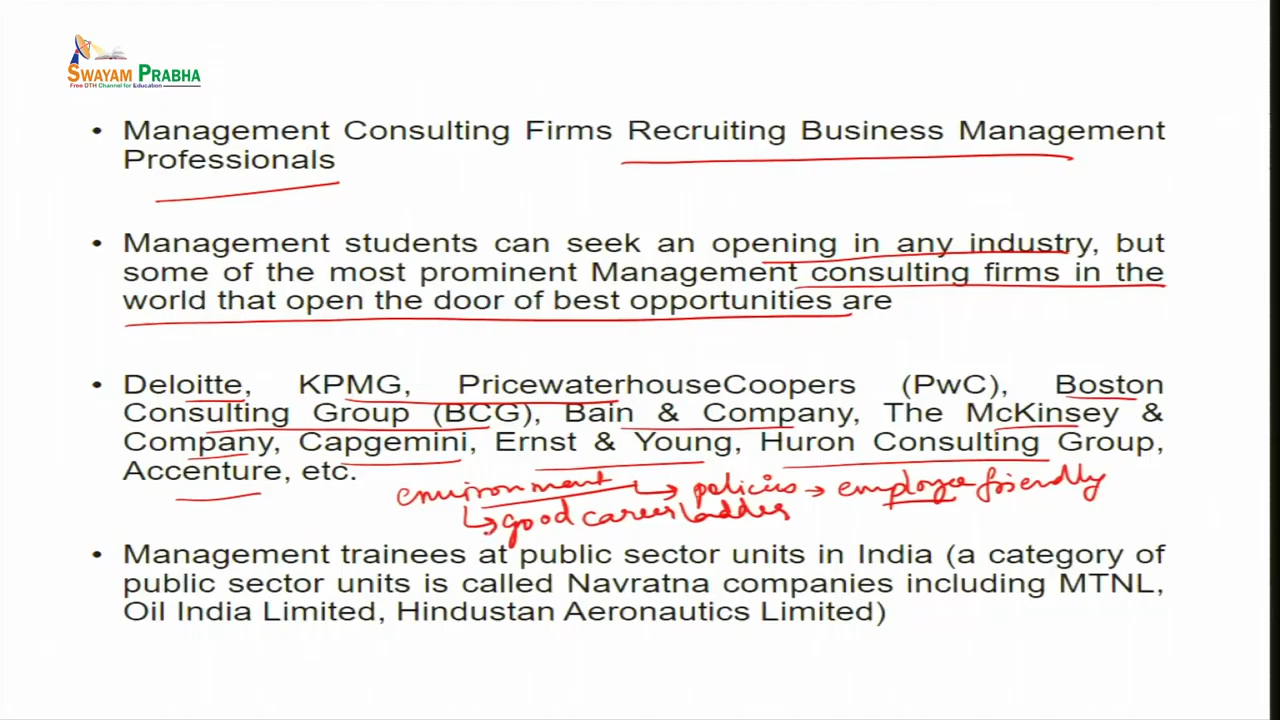 SWAYAM PRABHA
Free DTH Channel for Education
• Management Consulting Firms Recruiting Business Management
Professionals
• Management students can seek an opening in any industry, but
some of the most prominent Management consulting firms in the
world that open the door of best opportunities are
• Deloitte, KPMG, PricewaterhouseCoopers (PwC), Boston
Consulting Group (BCG), Bain & Company, The McKinsey &
Company, Capgemini, Ernst & Young, Huron Consulting Group,
Accenture, etc.
environment → policies → employee friendly
↳ good career ladder
• Management trainees at public sector units in India (a category of
public sector units is called Navratna companies including MTNL,
Oil India Limited, Hindustan Aeronautics Limited)